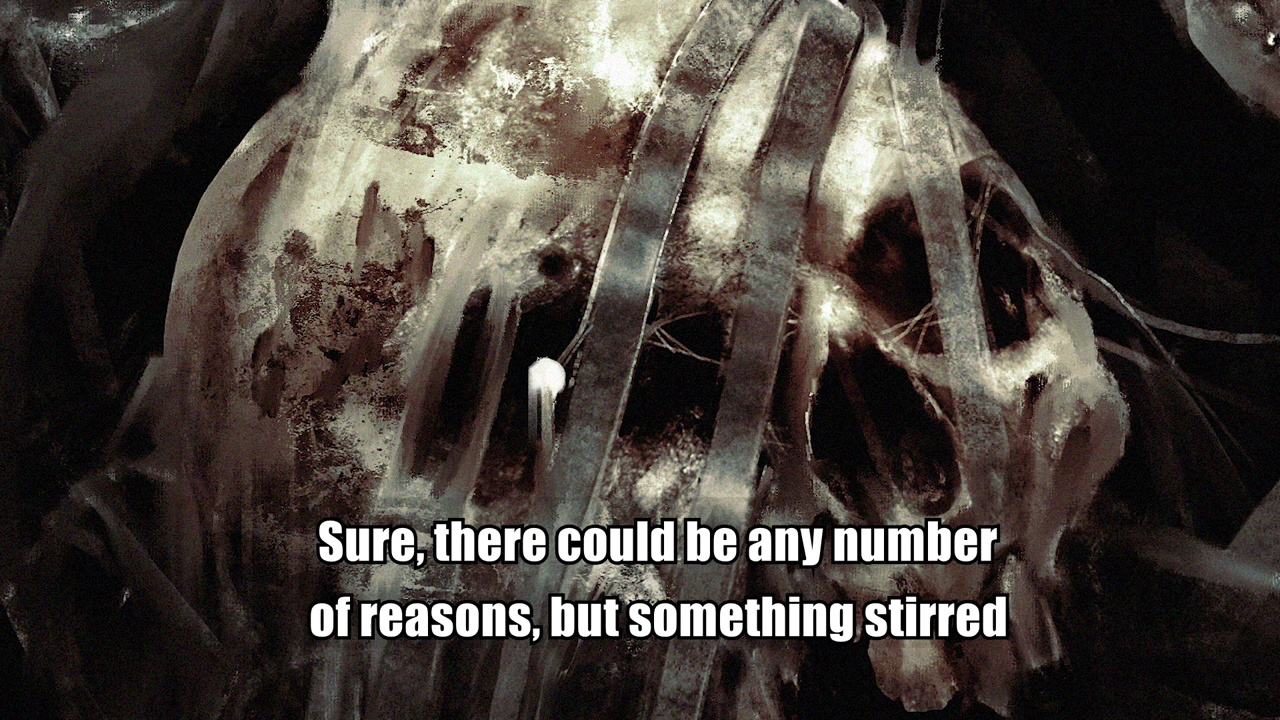 Sure, there could be any number
of reasons, but something stirred